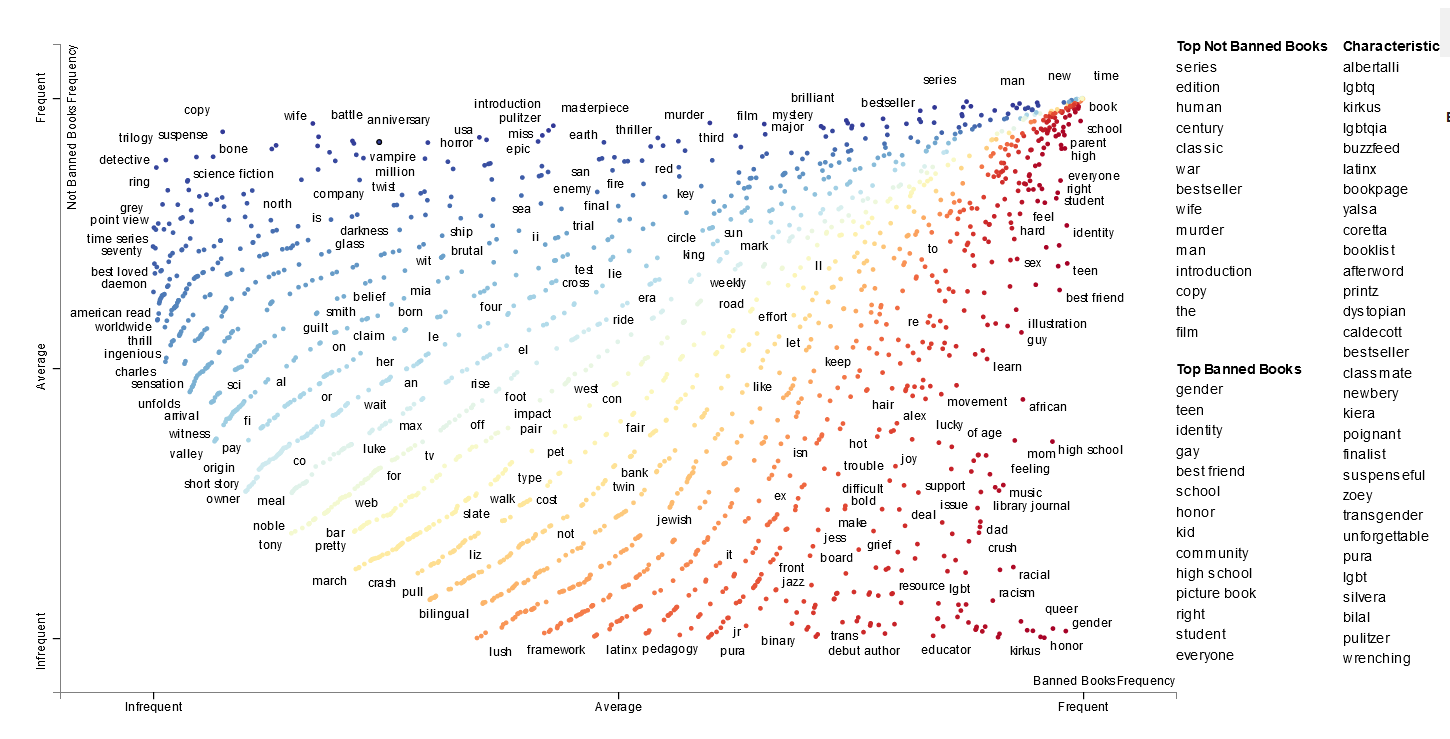 Top Not Banned Books
series
edition
human
century
classic
war
bestseller
wife
murder
man
introduction
copy
the
film
Top Banned Books
gender
teen
identity
gay
best friend
school
honor
kid
community
high school
picture book
right
student
everyone
Characteristic
albertalli
lgbtq
kirkus
lgbtqia
buzzfeed
latinx
bookpage
yalsa
coretta
booklist
afterword
printz
dystopian
caldecott
bestseller
classmate
newbery
kiera
poignant
finalist
suspenseful
zoey
transgender
unforgettable
pura
lgbt
silvera
bilal
pulitzer
wrenching
Not Banned Books Frequency
Frequent
Average
Infrequent
Banned Books Frequency
Infrequent
Average
Frequent
series
man
new
time
book
school
parent
high
everyone
right
student
feel
hard
identity
sex
teen
best friend
illustration
guy
learn
movement
african
copy
wife
battle
anniversary
introduction
pulitzer
masterpiece
brilliant
bestseller
murder
film
mystery
major
trilogy
suspense
bone
usa
horror
miss
epic
earth
thriller
third
detective
ring
science fiction
vampire
million
twist
san
enemy
fire
red
key
grey
point view
north
company
is
sea
final
trial
time series
seventy
darkness
glass
ship
brutal
ii
circle
king
sun
mark
to
ll
best loved
daemon
wit
test
cross
lie
weekly
road
american read
worldwide
thrill
ingenious
belief
smith
guilt
mia
born
four
era
ride
effort
re
let
keep
charles
sensation
on
claim
le
her
el
unfolds
arrival
sci
al
an
rise
west
con
like
hair
alex
lucky
of age
witness
valley
fi
or
wait
foot
impact
pair
fair
origin
pay
max
off
luke
tv
pet
isn
hot
joy
mom
high school
feeling
short story
owner
co
for
type
bank
twin
trouble
support
music
library journal
meal
web
walk
cost
ex
difficult
bold
issue
noble
tony
bar
pretty
slate
not
jewish
make
deal
dad
jess
grief
crush
march
liz
crash
pull
it
board
front
jazz
resource
lgbt
racial
racism
bilingual
queer
gender
lush
framework
latinx
pedagogy
jr
pura
binary
trans
debut author
educator
kirkus
honor